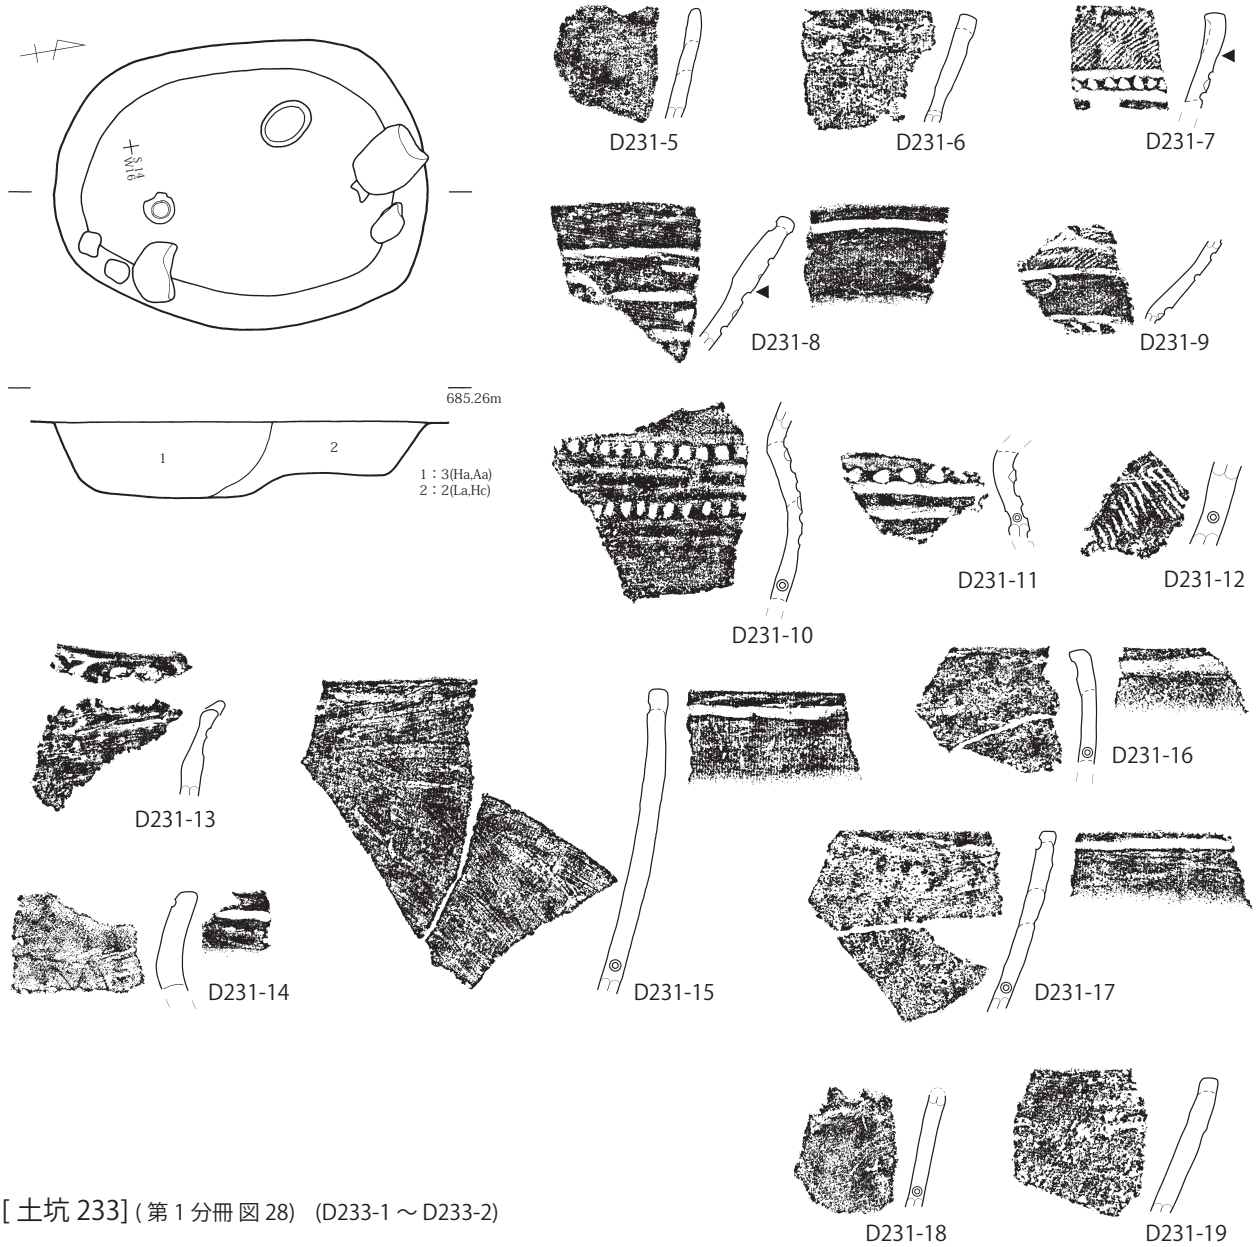 S14
W16
685.26m
1
2
1：3(Ha,Aa)
2：2(La,Hc)
D231-5
D231-6
D231-7
D231-8
D231-9
D231-10
D231-11
D231-12
D231-13
D231-14
D231-15
D231-16
D231-17
D231-18
D231-19
[ 土坑 233] ( 第 1 分冊 図 28) (D233-1 ～ D233-2)